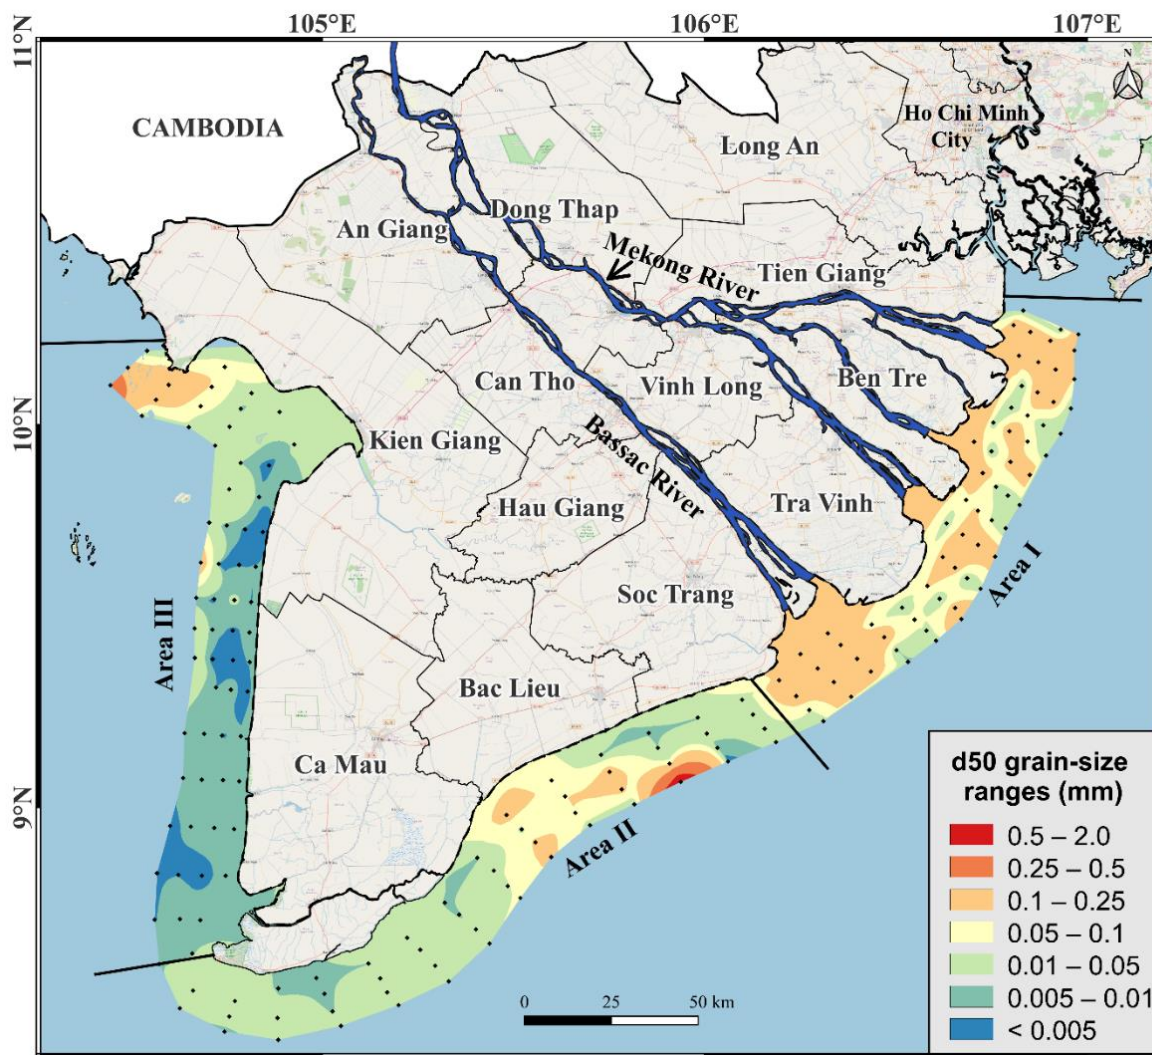 105°E
106°E
107°E
11°N
N
CAMBODIA
Ho Chi Minh
City
Long An
Dong Thap
An Giang
Mekong River
Tien Giang
Can Tho
Vinh Long
Ben Tre
10°N
Kien Giang
Bassac River
Hau Giang
Tra Vinh
Area I
Soc Trang
Area III
Bac Lieu
Ca Mau
9°N
Area II
d50 grain-size
ranges (mm)
0.5 – 2.0
0.25 – 0.5
0.1 – 0.25
0.05 – 0.1
0.01 – 0.05
0.005 – 0.01
< 0.005
0 25 50 km